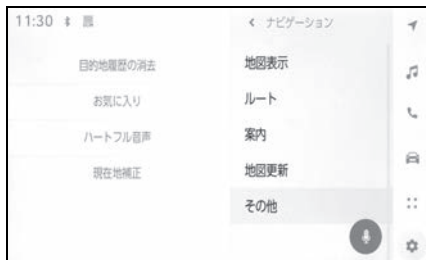 11:30
目的地履歴の消去
お気に入り
ハートフル音声
現在地補正
ナビゲーション
地図表示
ルート
案内
地図更新
その他